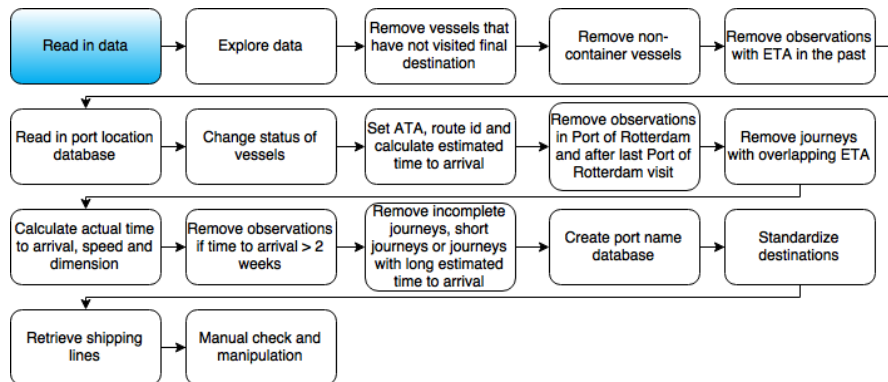 Read in data
Explore data
Remove vessels
that have not
visited final
destination
Remove non-
container vessels
Remove observations
with ETA in the past
Read in port location
database
Change status of
vessels
Set ATA, route id and
calculate estimated
time to arrival
Remove observations
in Port of Rotterdam
and after last Port of
Rotterdam visit
Remove journeys
with overlapping ETA
Calculate actual time
to arrival, speed and
dimension
Remove observations
if time to arrival > 2
weeks
Remove incomplete
journeys, short
journeys or journeys
with long estimated
time to arrival
Create port name
database
Standardize
destinations
Retrieve shipping
lines
Manual check and
manipulation